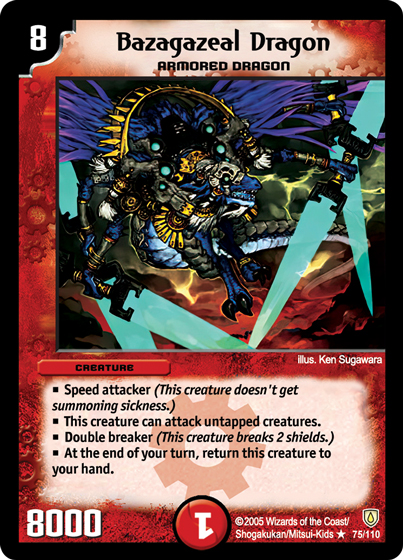 8
Bazagazeal Dragon
ARMORED DRAGON
illus. Ken Sugawara
CREATURE
▪ Speed attacker (This creature doesn't get
summoning sickness.)
▪ This creature can attack untapped creatures.
▪ Double breaker (This creature breaks 2 shields.)
▪ At the end of your turn, return this creature to
your hand.
8000
1
©2005 Wizards of the Coast/
Shogakukan/Mitsui-Kids ★ 75/110